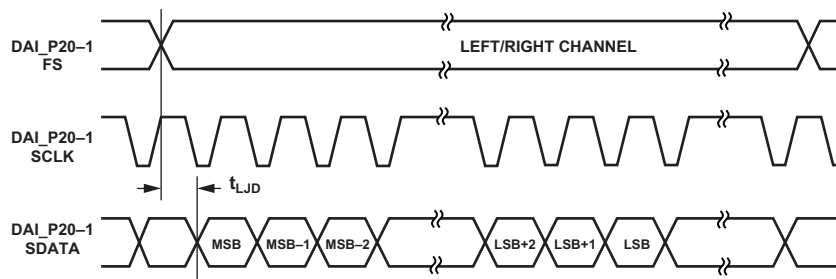 DAI_P20–1
FS
LEFT/RIGHT CHANNEL
DAI_P20–1
SCLK
tLJD
DAI_P20–1
SDATA
MSB MSB–1 MSB–2 LSB+2 LSB+1 LSB